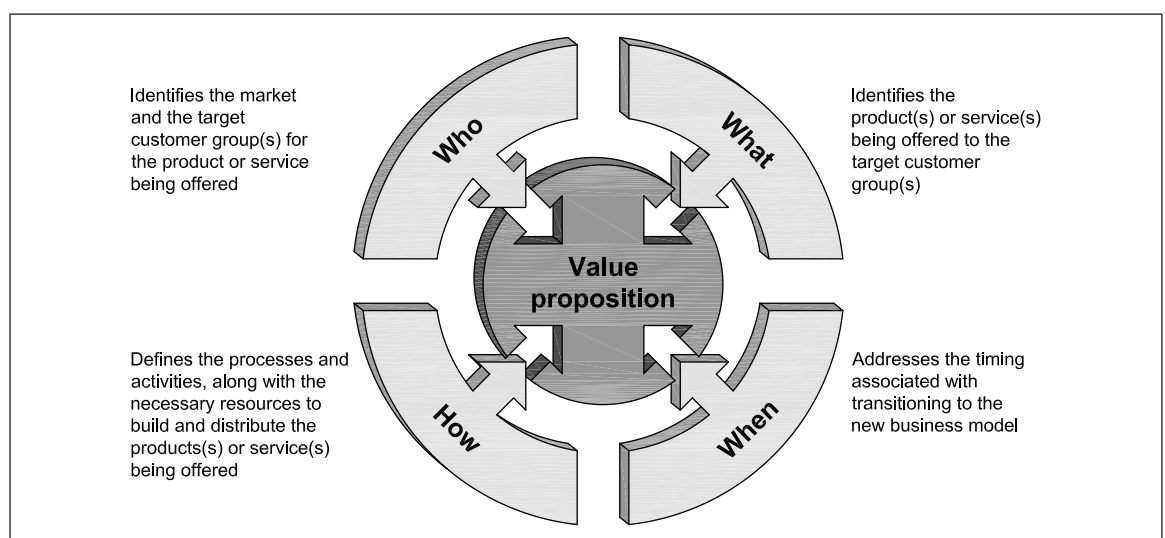 Identifies the market
and the target
customer group(s) for
the product or service
being offered
Who
What
Identifies the
product(s) or service(s)
being offered to the
target customer
group(s)
Value
proposition
Defines the processes and
activities, along with the
necessary resources to
build and distribute the
products(s) or service(s)
being offered
How
When
Addresses the timing
associated with
transitioning to the
new business model